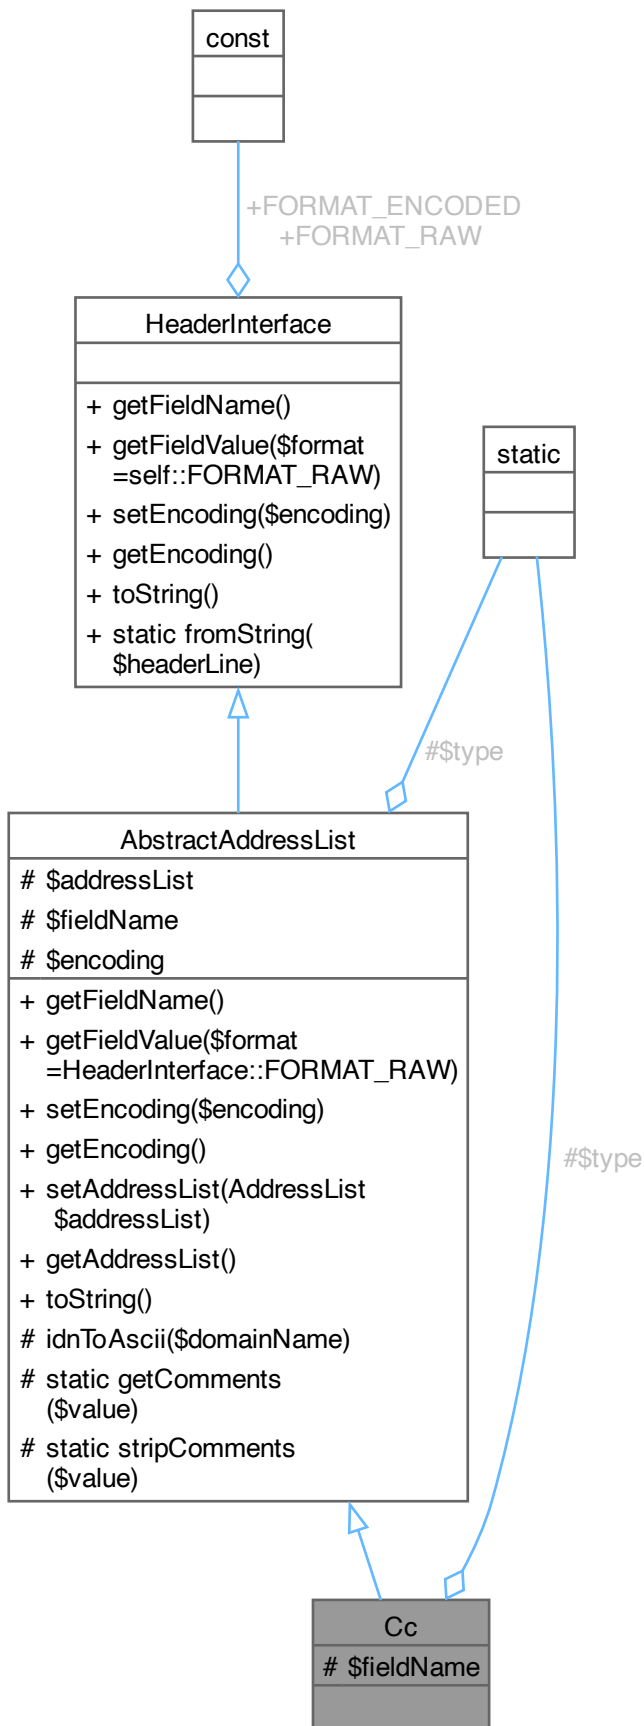 const
+FORMAT_ENCODED
+FORMAT_RAW
HeaderInterface
+ getFieldName()
+ getFieldValue($format
=self::FORMAT_RAW)
+ setEncoding($encoding)
+ getEncoding()
+ toString()
+ static fromString(
$headerLine)
static
#$type
AbstractAddressList
# $addressList
# $fieldName
# $encoding
+ getFieldName()
+ getFieldValue($format
=HeaderInterface::FORMAT_RAW)
+ setEncoding($encoding)
+ getEncoding()
+ setAddressList(AddressList
$addressList)
+ getAddressList()
+ toString()
# idnToAscii($domainName)
# static getComments
($value)
# static stripComments
($value)
#$type
Cc
# $fieldName